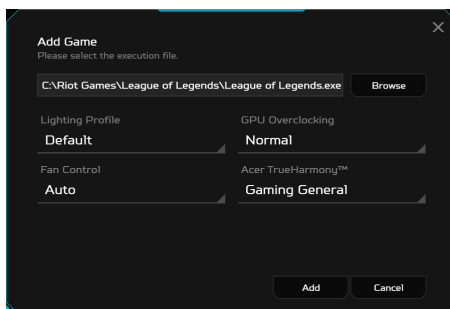 Add Game
Please select the execution file.
C:\Riot Games\League of Legends\League of Legends.exe Browse
Lighting Profile GPU Overclocking
Default Normal
Fan Control Acer TrueHarmony™
Auto Gaming General
Add Cancel